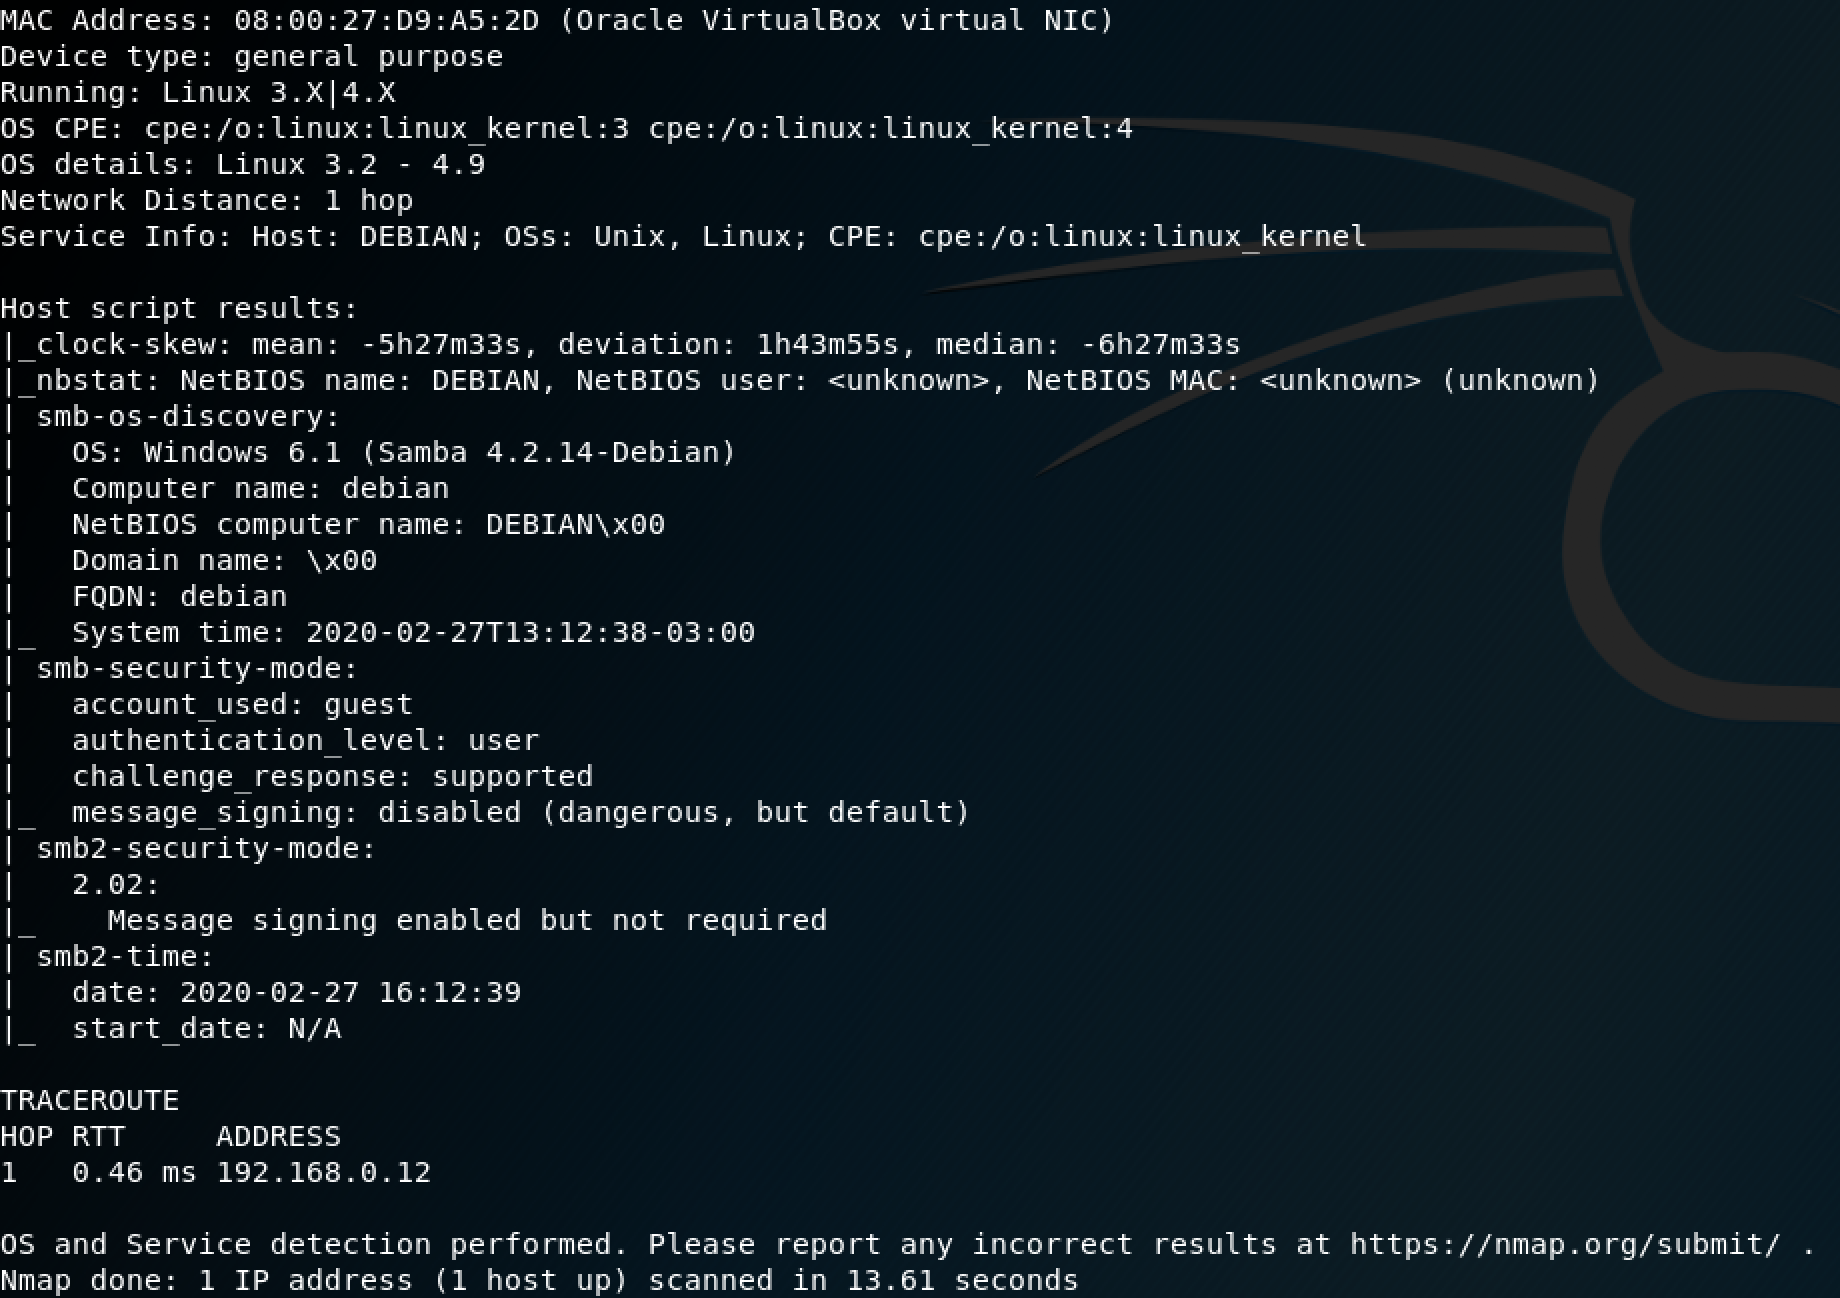 MAC Address: 08:00:27:D9:A5:2D (Oracle VirtualBox virtual NIC)
Device type: general purpose
Running: Linux 3.X|4.X
OS CPE: cpe:/o:linux:linux_kernel:3 cpe:/o:linux:linux_kernel:4
OS details: Linux 3.2 - 4.9
Network Distance: 1 hop
Service Info: Host: DEBIAN; OSs: Unix, Linux; CPE: cpe:/o:linux:linux_kernel

Host script results:
|_clock-skew: mean: -5h27m33s, deviation: 1h43m55s, median: -6h27m33s
|_nbstat: NetBIOS name: DEBIAN, NetBIOS user: <unknown>, NetBIOS MAC: <unknown> (unknown)
| smb-os-discovery:
|   OS: Windows 6.1 (Samba 4.2.14-Debian)
|   Computer name: debian
|   NetBIOS computer name: DEBIAN\x00
|   Domain name: \x00
|   FQDN: debian
|_  System time: 2020-02-27T13:12:38-03:00
| smb-security-mode:
|   account_used: guest
|   authentication_level: user
|   challenge_response: supported
|_  message_signing: disabled (dangerous, but default)
| smb2-security-mode:
|   2.02:
|_    Message signing enabled but not required
| smb2-time:
|   date: 2020-02-27 16:12:39
|_  start_date: N/A

TRACEROUTE
HOP RTT     ADDRESS
1   0.46 ms 192.168.0.12

OS and Service detection performed. Please report any incorrect results at https://nmap.org/submit/ .
Nmap done: 1 IP address (1 host up) scanned in 13.61 seconds